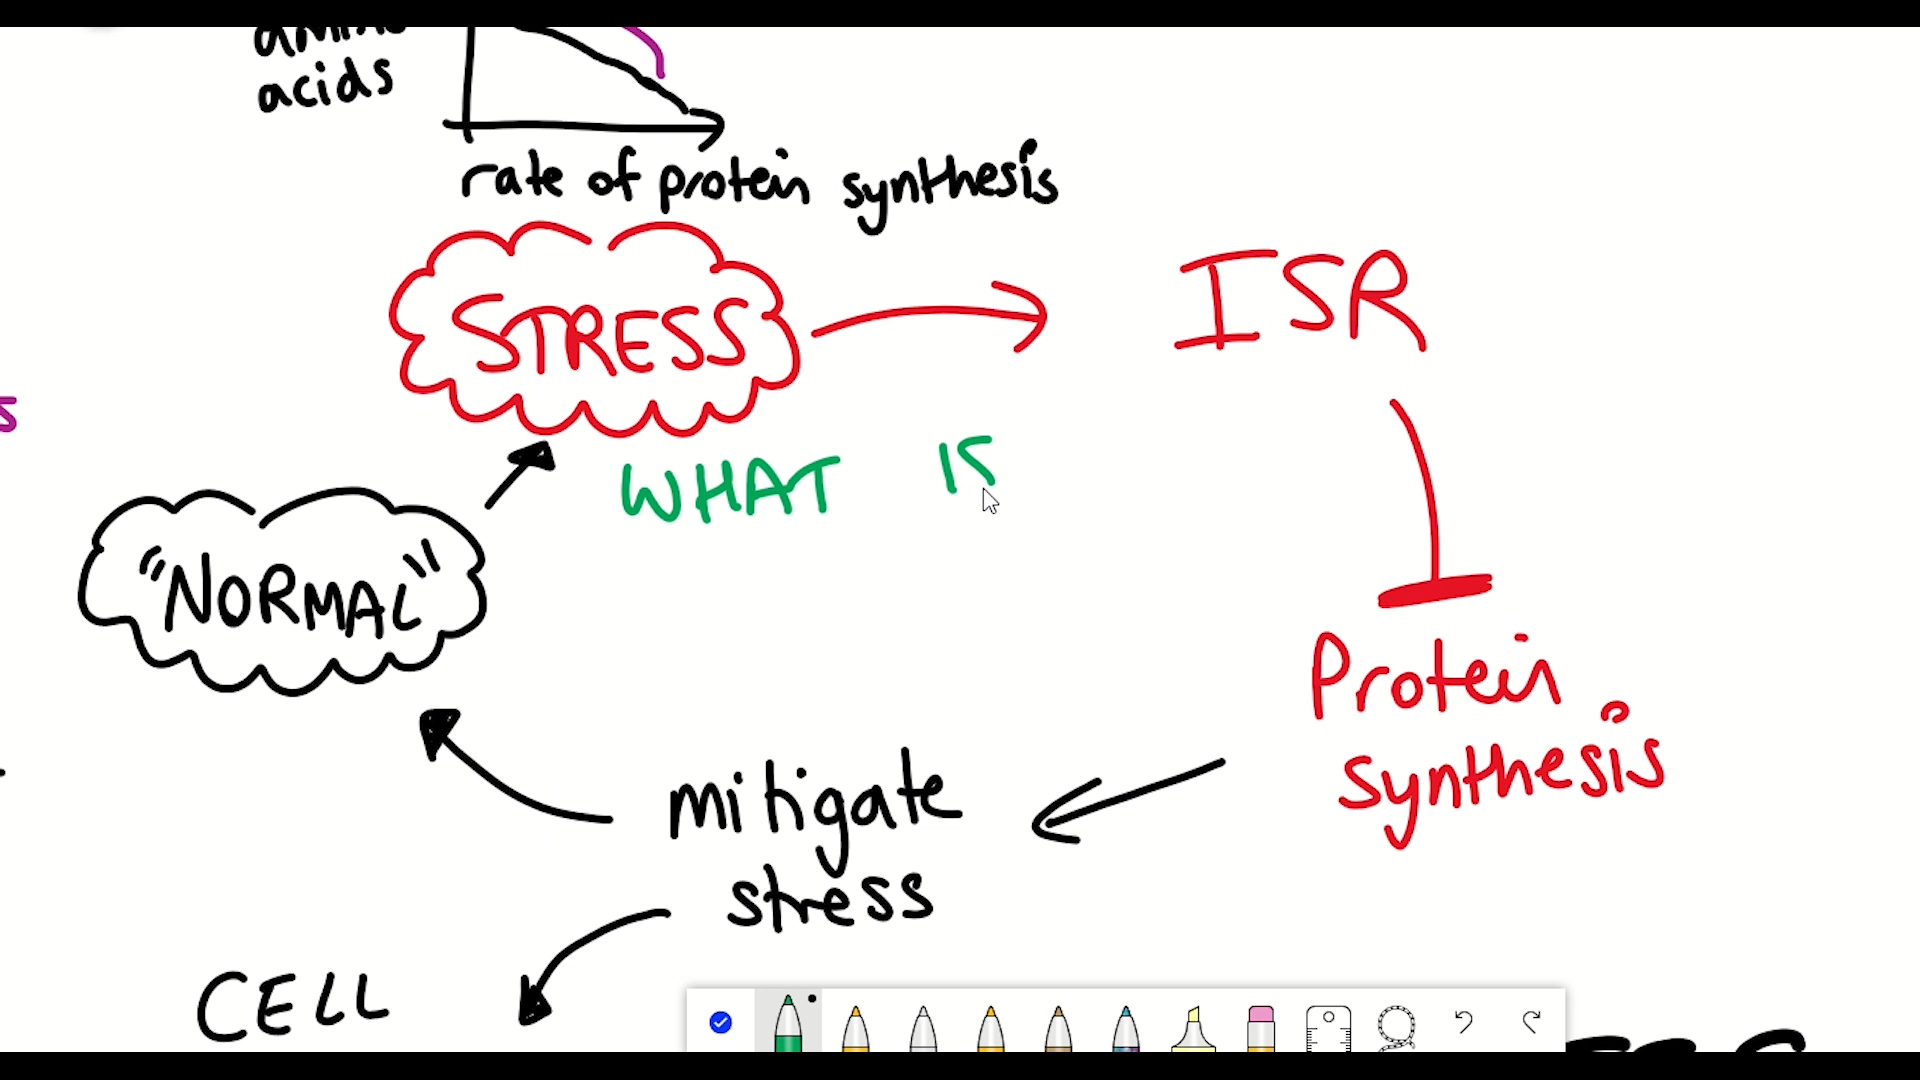 acids
rate of protein synthesis
STRESS
ISR
WHAT IS
"NORMAL"
Protein
synthesis
mitigate
stress
CELL